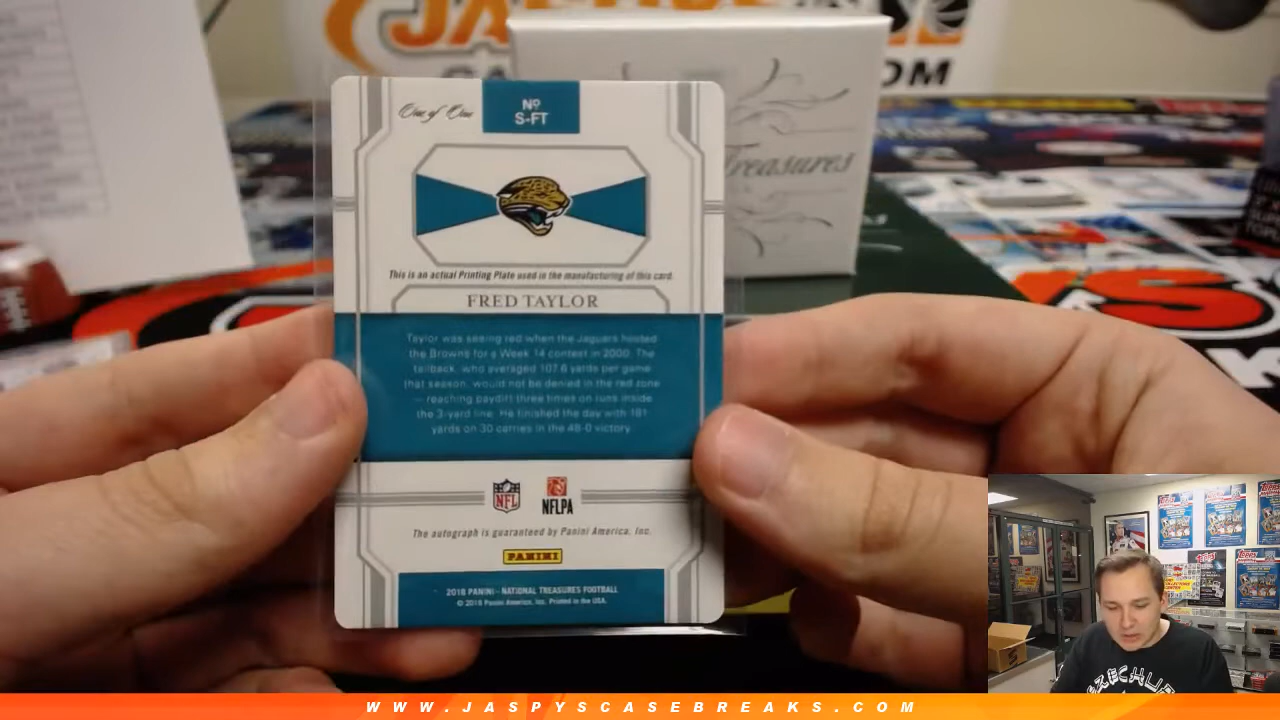 One of One
Nº
S-FT
Treasures
.COM
This is an actual Printing Plate used in the manufacturing of this card.
FRED TAYLOR
Taylor was seeing red when the Jaguars hosted
the Browns for a Week 14 contest in 2000. The
tailback, who averaged 107.6 yards per game
that season, would not be denied in the red zone
— reaching paydirt three times on runs inside
the 3-yard line. He finished the day with 181
yards on 30 carries in the 48-0 victory.
NFL
NFLPA
The autograph is guaranteed by Panini America, Inc.
PANINI
2018 PANINI - NATIONAL TREASURES FOOTBALL
© 2018 Panini America, Inc. Printed in the USA.
WWW.JASPYSCASEBREAKS.COM